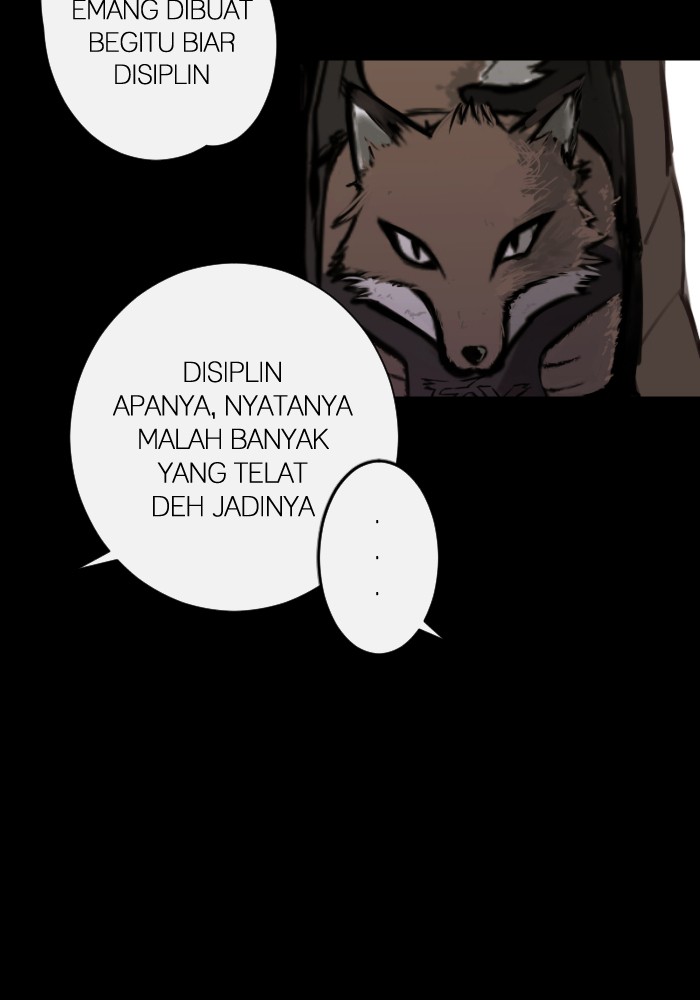 EMANG DIBUAT
BEGITU BIAR
DISIPLIN
DISIPLIN
APANYA, NYATANYA
MALAH BANYAK
YANG TELAT
DEH JADINYA
.
.
.